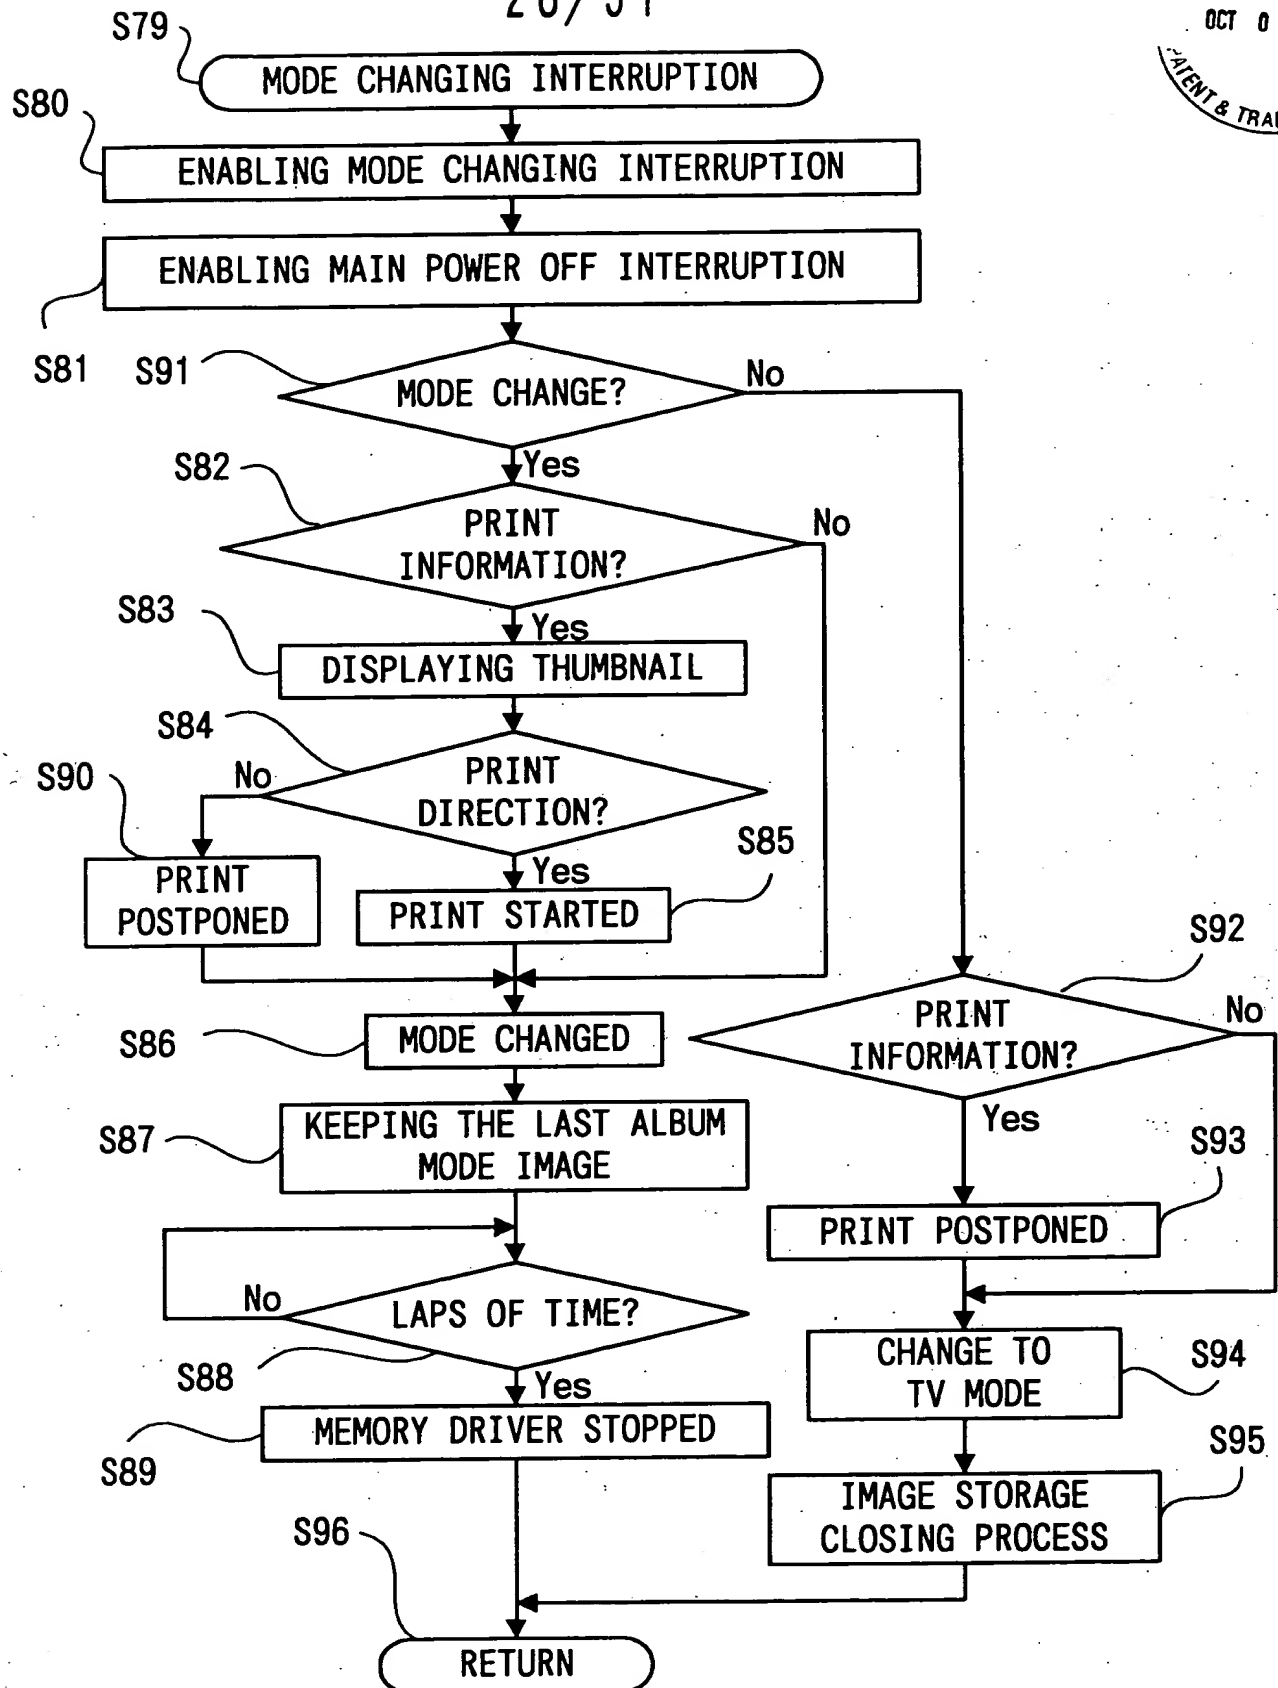 S79
OCT 0
MODE CHANGING INTERRUPTION
S80
ENABLING MODE CHANGING INTERRUPTION
ENABLING MAIN POWER OFF INTERRUPTION
S81
S91
MODE CHANGE?
No
Yes
S82
PRINT
INFORMATION?
No
Yes
S83
DISPLAYING THUMBNAIL
S84
PRINT
DIRECTION?
No
S90
Yes
S85
PRINT
POSTPONED
PRINT STARTED
S92
PRINT
INFORMATION?
No
Yes
S86
MODE CHANGED
S87
KEEPING THE LAST ALBUM
MODE IMAGE
S93
PRINT POSTPONED
No
LAPS OF TIME?
S88
Yes
CHANGE TO
TV MODE
S94
MEMORY DRIVER STOPPED
S89
S95
IMAGE STORAGE
CLOSING PROCESS
S96
RETURN